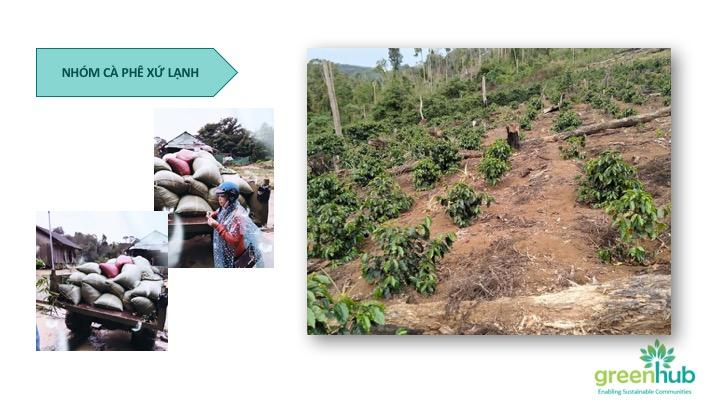 NHÓM CÀ PHÊ XỨ LẠNH
greenhub
Enabling Sustainable Communities